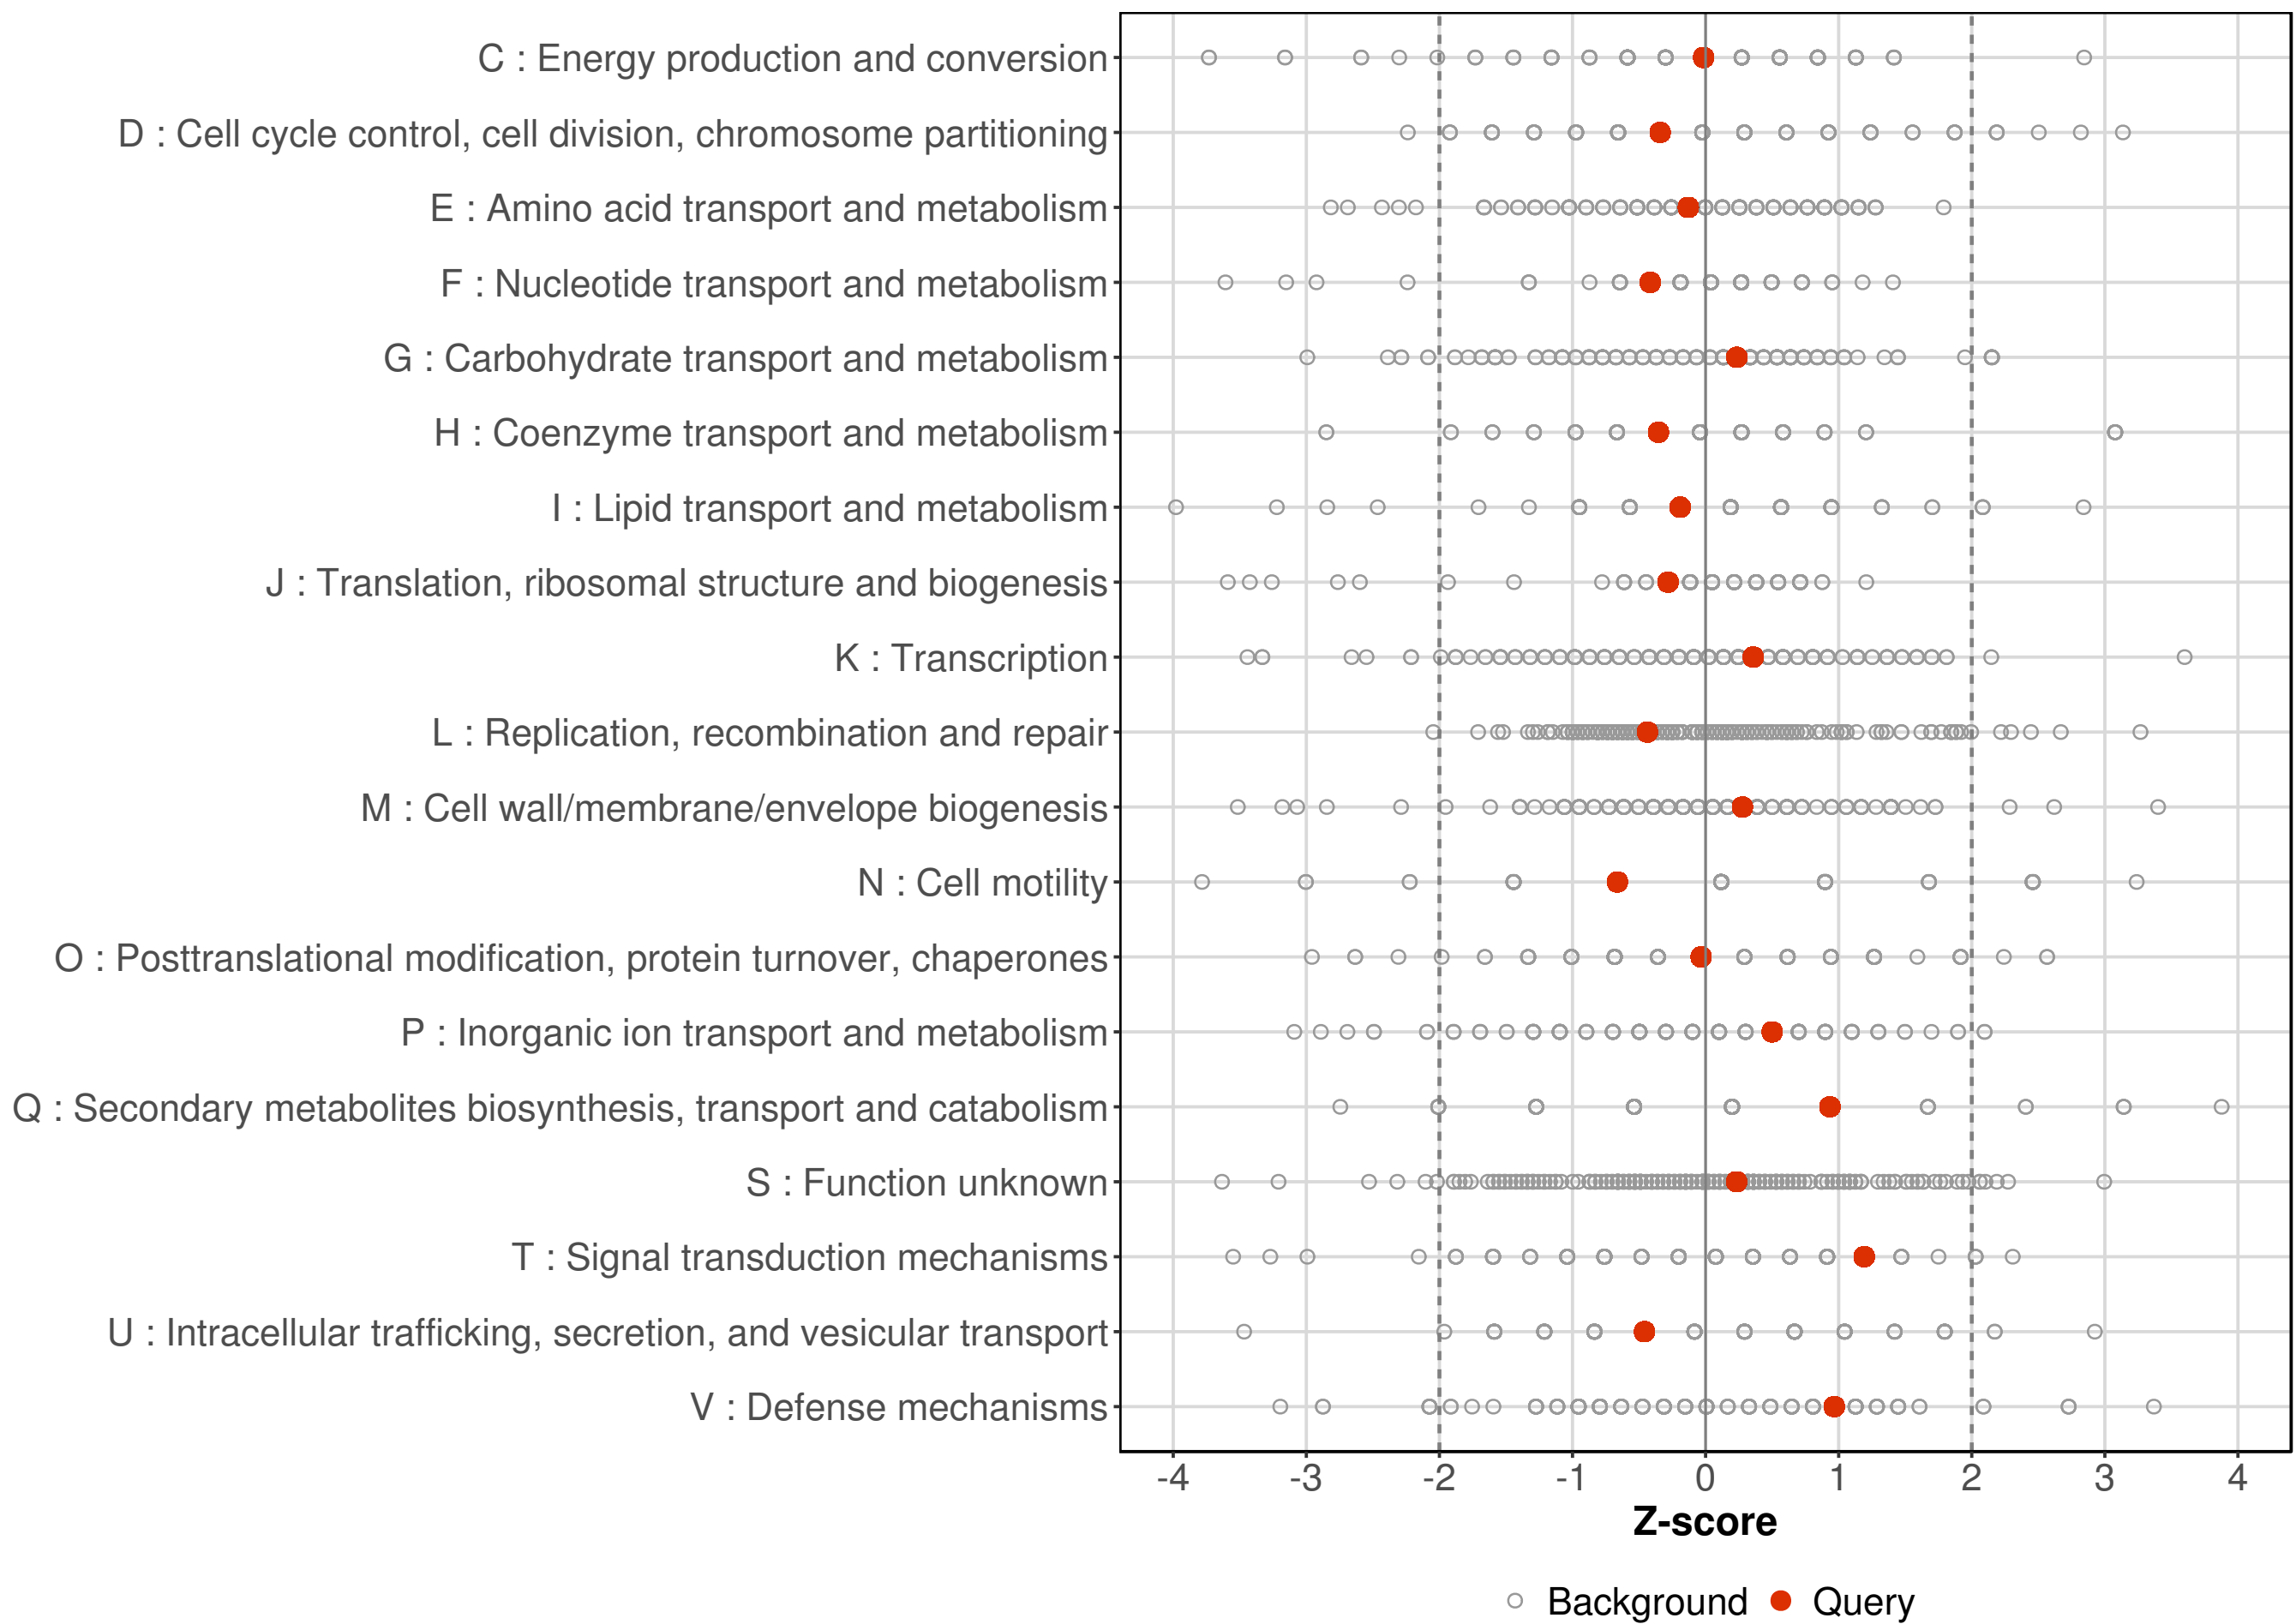 C : Energy production and conversion
D : Cell cycle control, cell division, chromosome partitioning
E : Amino acid transport and metabolism
F : Nucleotide transport and metabolism
G : Carbohydrate transport and metabolism
H : Coenzyme transport and metabolism
I : Lipid transport and metabolism
J : Translation, ribosomal structure and biogenesis
K : Transcription
L : Replication, recombination and repair
M : Cell wall/membrane/envelope biogenesis
N : Cell motility
O : Posttranslational modification, protein turnover, chaperones
P : Inorganic ion transport and metabolism
Q : Secondary metabolites biosynthesis, transport and catabolism
S : Function unknown
T : Signal transduction mechanisms
U : Intracellular trafficking, secretion, and vesicular transport
V : Defense mechanisms
-4 -3 -2 -1 0 1 2 3 4
Z-score
Background Query